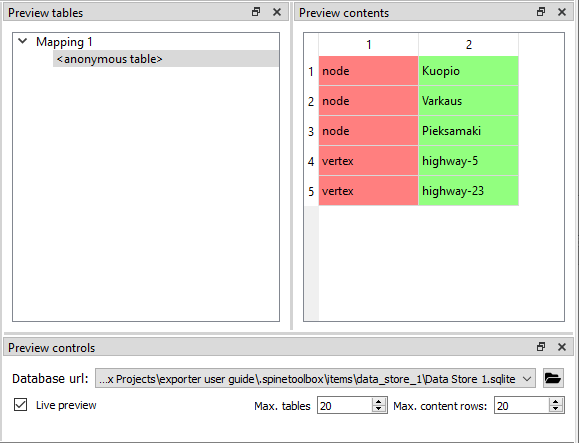 Preview tables
Mapping 1
<anonymous table>
Preview contents
1 2
1 node Kuopio
2 node Varkaus
3 node Pieksamaki
4 vertex highway-5
5 vertex highway-23
Preview controls
Database url: ...x Projects\exporter user guide\.spinetoolbox\items\data_store_1\Data Store 1.sqlite
Live preview Max. tables 20 Max. content rows: 20